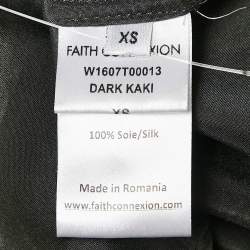 XS
FAITH CONNEXION
W1607T00013
DARK KAKI
XS
100% Soie/Silk
Made in Romania
www.faithconnexion.com